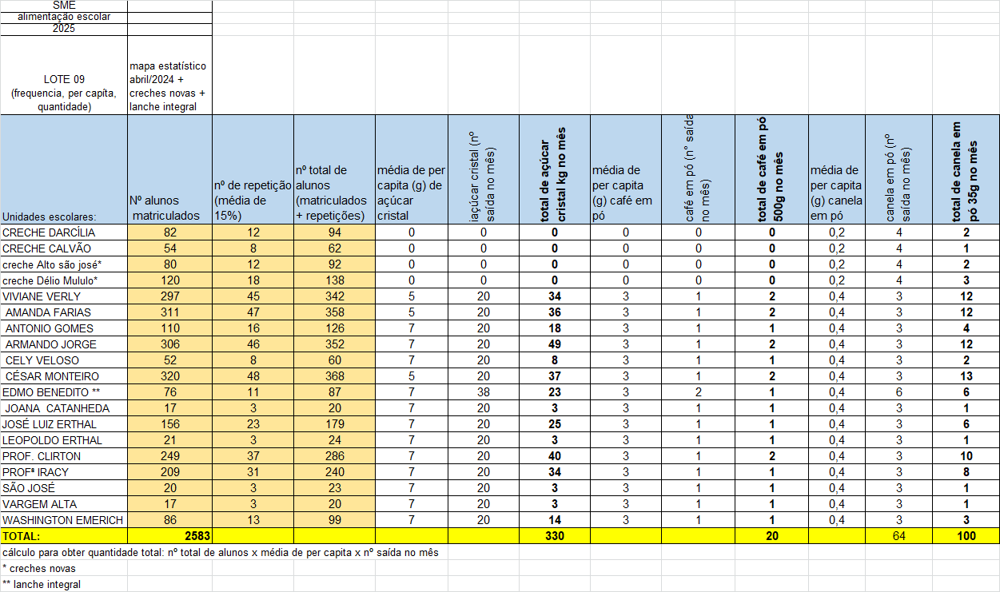 SME
alimentação escolar
2025
LOTE 09
(frequencia, per capíta,
quantidade)
mapa estatístico
abril/2024 +
creches novas +
lanche integral
Unidades escolares:
Nº alunos
matriculados
nº de repetição
(média de
15%)
nº total de
alunos
(matriculados
+ repetições)
média de per
capita (g) de
açúcar
cristal
iaçúcar cristal (nº
saída no mês)
total de açúcar
cristal kg no mês
média de
per capita
(g) café em
pó
café em pó (n° saída
no mês)
total de café em pó
500g no mês
média de
per capita
(g) canela
em pó
canela em pó (nº
saída no mês)
total de canela em
pó 35g no mês
CRECHE DARCÍLIA 82 12 94 0 0 0 0 0 0 0,2 4 2
CRECHE CALVÃO 54 8 62 0 0 0 0 0 0 0,2 4 1
creche Alto são josé* 80 12 92 0 0 0 0 0 0 0,2 4 2
creche Délio Mululo* 120 18 138 0 0 0 0 0 0 0,2 4 3
VIVIANE VERLY 297 45 342 5 20 34 3 1 2 0,4 3 12
AMANDA FARIAS 311 47 358 5 20 36 3 1 2 0,4 3 12
ANTONIO GOMES 110 16 126 7 20 18 3 1 1 0,4 3 4
ARMANDO JORGE 306 46 352 7 20 49 3 1 2 0,4 3 12
CELY VELOSO 52 8 60 7 20 8 3 1 1 0,4 3 2
CÉSAR MONTEIRO 320 48 368 5 20 37 3 1 2 0,4 3 13
EDMO BENEDITO ** 76 11 87 7 38 23 3 2 1 0,4 6 6
JOANA CATANHEDA 17 3 20 7 20 3 3 1 1 0,4 3 1
JOSÉ LUIZ ERTHAL 156 23 179 7 20 25 3 1 1 0,4 3 6
LEOPOLDO ERTHAL 21 3 24 7 20 3 3 1 1 0,4 3 1
PROF. CLIRTON 249 37 286 7 20 40 3 1 2 0,4 3 10
PROFª IRACY 209 31 240 7 20 34 3 1 1 0,4 3 8
SÃO JOSÉ 20 3 23 7 20 3 3 1 1 0,4 3 1
VARGEM ALTA 17 3 20 7 20 3 3 1 1 0,4 3 1
WASHINGTON EMERICH 86 13 99 7 20 14 3 1 1 0,4 3 3
TOTAL: 2583 330 20 64 100
cálculo para obter quantidade total: nº total de alunos x média de per capita x nº saída no mês
* creches novas
** lanche integral